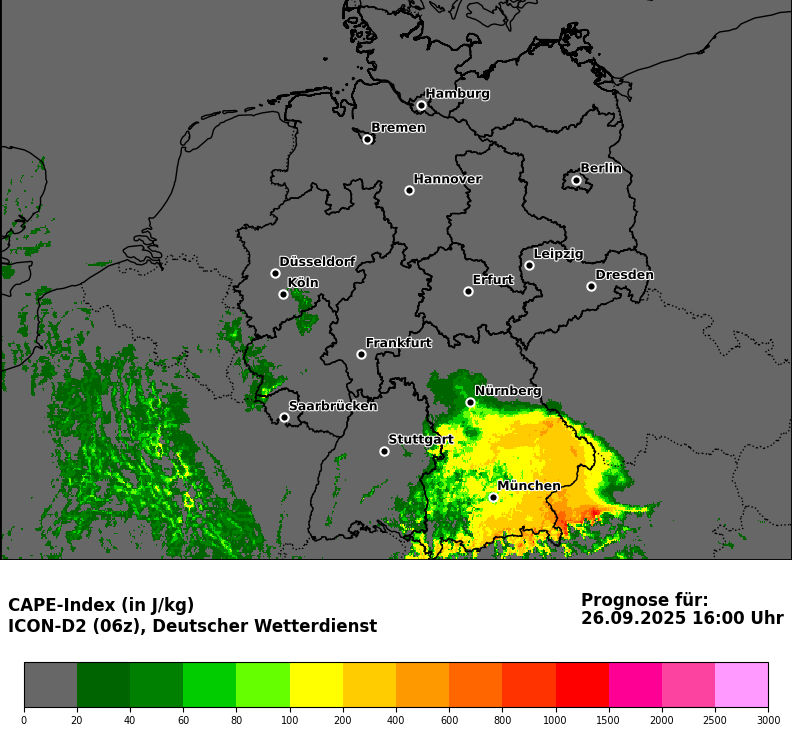 Hamburg
Bremen
Berlin
Hannover
Leipzig
Düsseldorf
Dresden
Erfurt
Köln
Frankfurt
Nürnberg
Saarbrücken
Stuttgart
München
CAPE-Index (in J/kg)
ICON-D2 (06z), Deutscher Wetterdienst
Prognose für:
26.09.2025 16:00 Uhr
0 20 40 60 80 100 200 400 600 800 1000 1500 2000 2500 3000